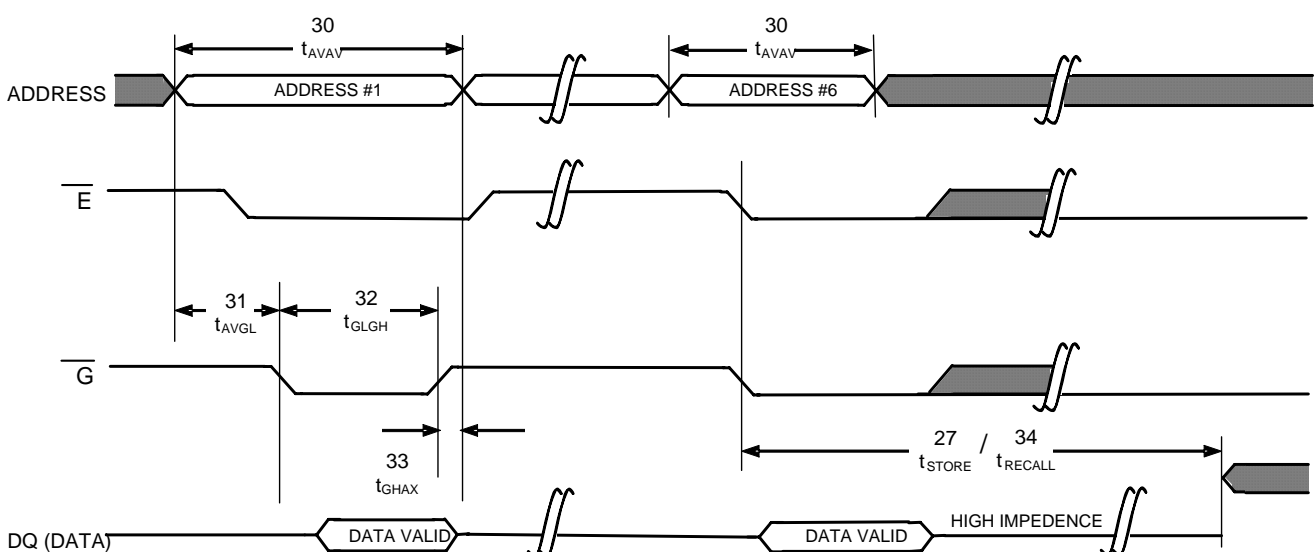 30
tAVAV
30
tAVAV
ADDRESS
ADDRESS #1
ADDRESS #6
E
31
tAVGL
32
tGLGH
G
27 / 34
tSTORE tRECALL
33
tGHAX
DQ (DATA)
DATA VALID
DATA VALID
HIGH IMPEDENCE